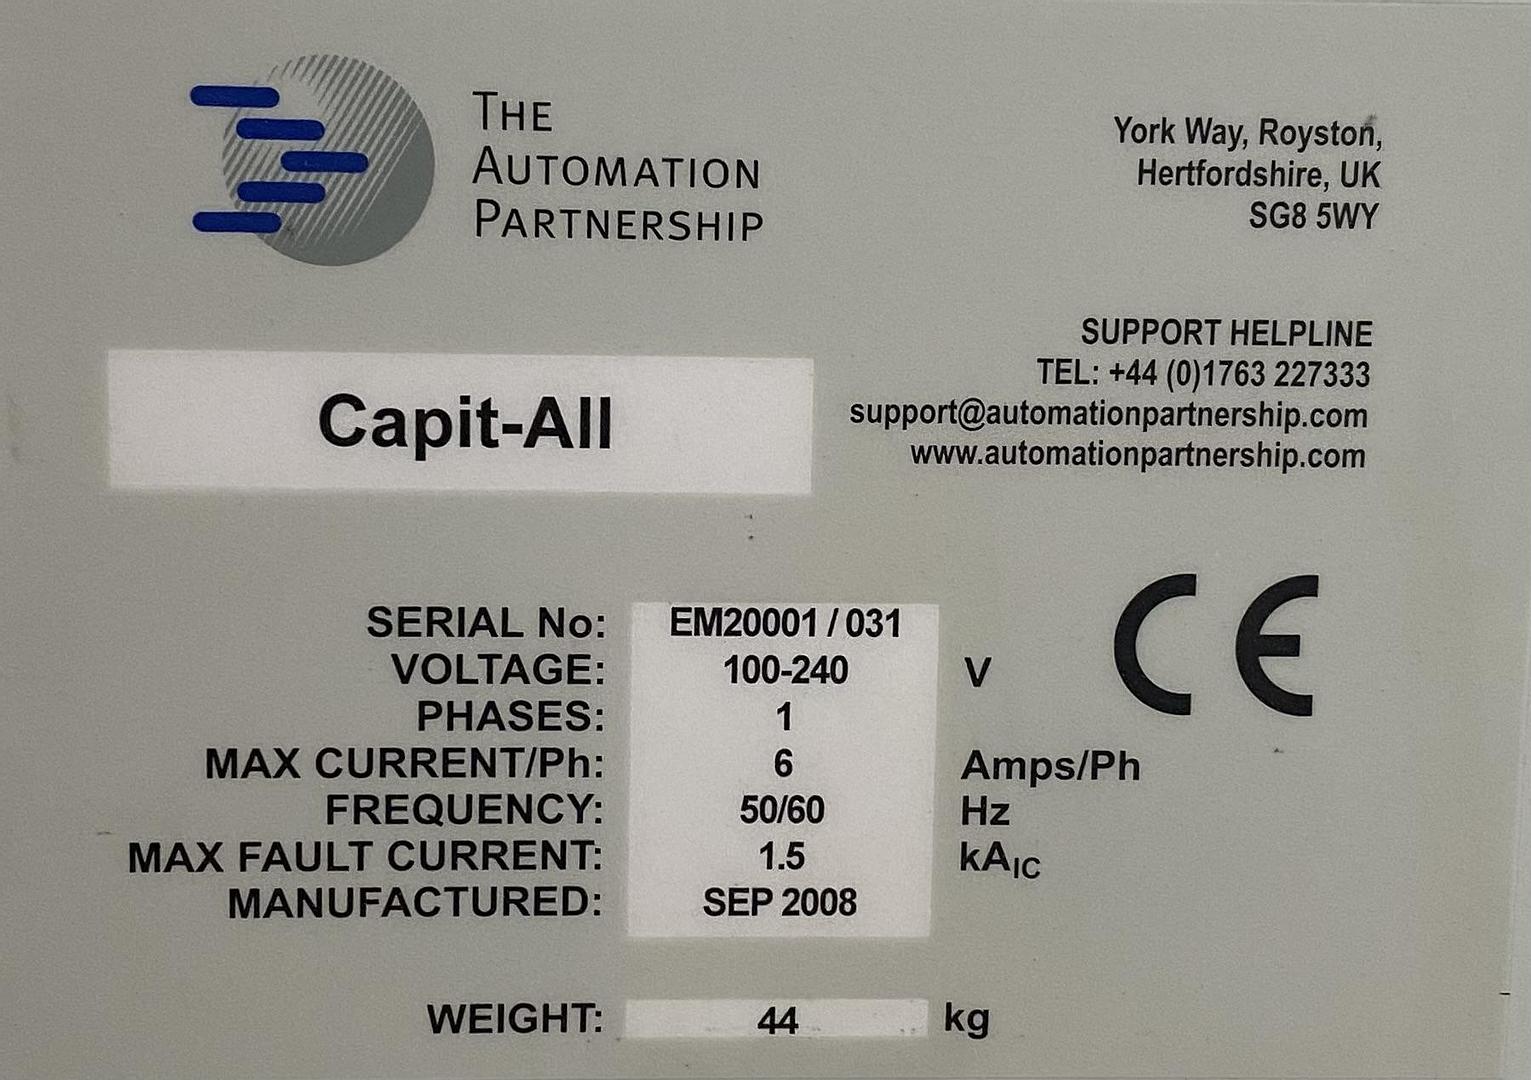 THE
AUTOMATION
PARTNERSHIP
York Way, Royston,
Hertfordshire, UK
SG8 5WY
SUPPORT HELPLINE
TEL: +44 (0)1763 227333
support@automationpartnership.com
www.automationpartnership.com
Capit-All
CE
SERIAL No: EM20001 / 031
VOLTAGE: 100-240 V
PHASES: 1
MAX CURRENT/Ph: 6 Amps/Ph
FREQUENCY: 50/60 Hz
MAX FAULT CURRENT: 1.5 kAIC
MANUFACTURED: SEP 2008
WEIGHT: 44 kg